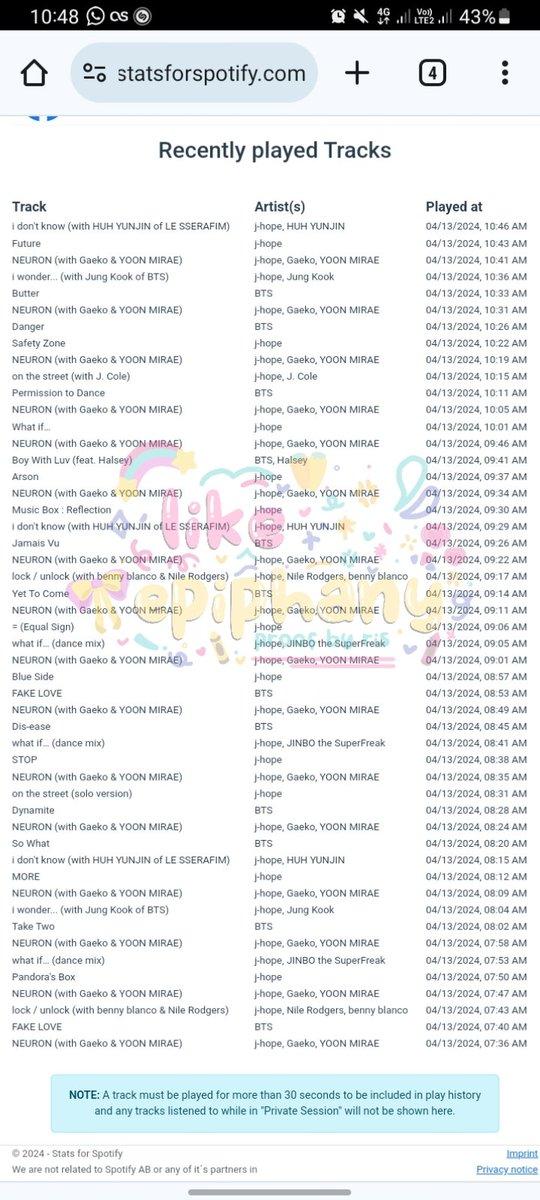 10:48 43%
4G Vo)) LTE2
statsforspotify.com 4
Recently played Tracks
Track Artist(s) Played at
i don't know (with HUH YUNJIN of LE SSERAFIM) j-hope, HUH YUNJIN 04/13/2024, 10:46 AM
Future j-hope 04/13/2024, 10:43 AM
NEURON (with Gaeko & YOON MIRAE) j-hope, Gaeko, YOON MIRAE 04/13/2024, 10:41 AM
i wonder... (with Jung Kook of BTS) j-hope, Jung Kook 04/13/2024, 10:36 AM
Butter BTS 04/13/2024, 10:33 AM
NEURON (with Gaeko & YOON MIRAE) j-hope, Gaeko, YOON MIRAE 04/13/2024, 10:31 AM
Danger BTS 04/13/2024, 10:26 AM
Safety Zone j-hope 04/13/2024, 10:22 AM
NEURON (with Gaeko & YOON MIRAE) j-hope, Gaeko, YOON MIRAE 04/13/2024, 10:19 AM
on the street (with J. Cole) j-hope, J. Cole 04/13/2024, 10:15 AM
Permission to Dance BTS 04/13/2024, 10:11 AM
NEURON (with Gaeko & YOON MIRAE) j-hope, Gaeko, YOON MIRAE 04/13/2024, 10:05 AM
What if... j-hope 04/13/2024, 10:01 AM
NEURON (with Gaeko & YOON MIRAE) j-hope, Gaeko, YOON MIRAE 04/13/2024, 09:46 AM
Boy With Luv (feat. Halsey) BTS, Halsey 04/13/2024, 09:41 AM
Arson j-hope 04/13/2024, 09:37 AM
NEURON (with Gaeko & YOON MIRAE) j-hope, Gaeko, YOON MIRAE 04/13/2024, 09:34 AM
Music Box : Reflection j-hope 04/13/2024, 09:30 AM
i don't know (with HUH YUNJIN of LE SSERAFIM) j-hope, HUH YUNJIN 04/13/2024, 09:29 AM
Jamais Vu BTS 04/13/2024, 09:26 AM
NEURON (with Gaeko & YOON MIRAE) j-hope, Gaeko, YOON MIRAE 04/13/2024, 09:22 AM
lock / unlock (with benny blanco & Nile Rodgers) j-hope, Nile Rodgers, benny blanco 04/13/2024, 09:17 AM
Yet To Come BTS 04/13/2024, 09:14 AM
NEURON (with Gaeko & YOON MIRAE) j-hope, Gaeko, YOON MIRAE 04/13/2024, 09:11 AM
= (Equal Sign) j-hope 04/13/2024, 09:06 AM
what if... (dance mix) j-hope, JINBO the SuperFreak 04/13/2024, 09:05 AM
NEURON (with Gaeko & YOON MIRAE) j-hope, Gaeko, YOON MIRAE 04/13/2024, 09:01 AM
Blue Side j-hope 04/13/2024, 08:57 AM
FAKE LOVE BTS 04/13/2024, 08:53 AM
NEURON (with Gaeko & YOON MIRAE) j-hope, Gaeko, YOON MIRAE 04/13/2024, 08:49 AM
Dis-ease BTS 04/13/2024, 08:45 AM
what if... (dance mix) j-hope, JINBO the SuperFreak 04/13/2024, 08:41 AM
STOP j-hope 04/13/2024, 08:38 AM
NEURON (with Gaeko & YOON MIRAE) j-hope, Gaeko, YOON MIRAE 04/13/2024, 08:35 AM
on the street (solo version) j-hope 04/13/2024, 08:31 AM
Dynamite BTS 04/13/2024, 08:28 AM
NEURON (with Gaeko & YOON MIRAE) j-hope, Gaeko, YOON MIRAE 04/13/2024, 08:24 AM
So What BTS 04/13/2024, 08:20 AM
i don't know (with HUH YUNJIN of LE SSERAFIM) j-hope, HUH YUNJIN 04/13/2024, 08:15 AM
MORE j-hope 04/13/2024, 08:12 AM
NEURON (with Gaeko & YOON MIRAE) j-hope, Gaeko, YOON MIRAE 04/13/2024, 08:09 AM
i wonder... (with Jung Kook of BTS) j-hope, Jung Kook 04/13/2024, 08:04 AM
Take Two BTS 04/13/2024, 08:02 AM
NEURON (with Gaeko & YOON MIRAE) j-hope, Gaeko, YOON MIRAE 04/13/2024, 07:58 AM
what if... (dance mix) j-hope, JINBO the SuperFreak 04/13/2024, 07:53 AM
Pandora's Box j-hope 04/13/2024, 07:50 AM
NEURON (with Gaeko & YOON MIRAE) j-hope, Gaeko, YOON MIRAE 04/13/2024, 07:47 AM
lock / unlock (with benny blanco & Nile Rodgers) j-hope, Nile Rodgers, benny blanco 04/13/2024, 07:43 AM
FAKE LOVE BTS 04/13/2024, 07:40 AM
NEURON (with Gaeko & YOON MIRAE) j-hope, Gaeko, YOON MIRAE 04/13/2024, 07:36 AM
like
epiphany
proof by
NOTE: A track must be played for more than 30 seconds to be included in play history
and any tracks listened to while in "Private Session" will not be shown here.
© 2024 - Stats for Spotify Imprint
We are not related to Spotify AB or any of it´s partners in Privacy notice